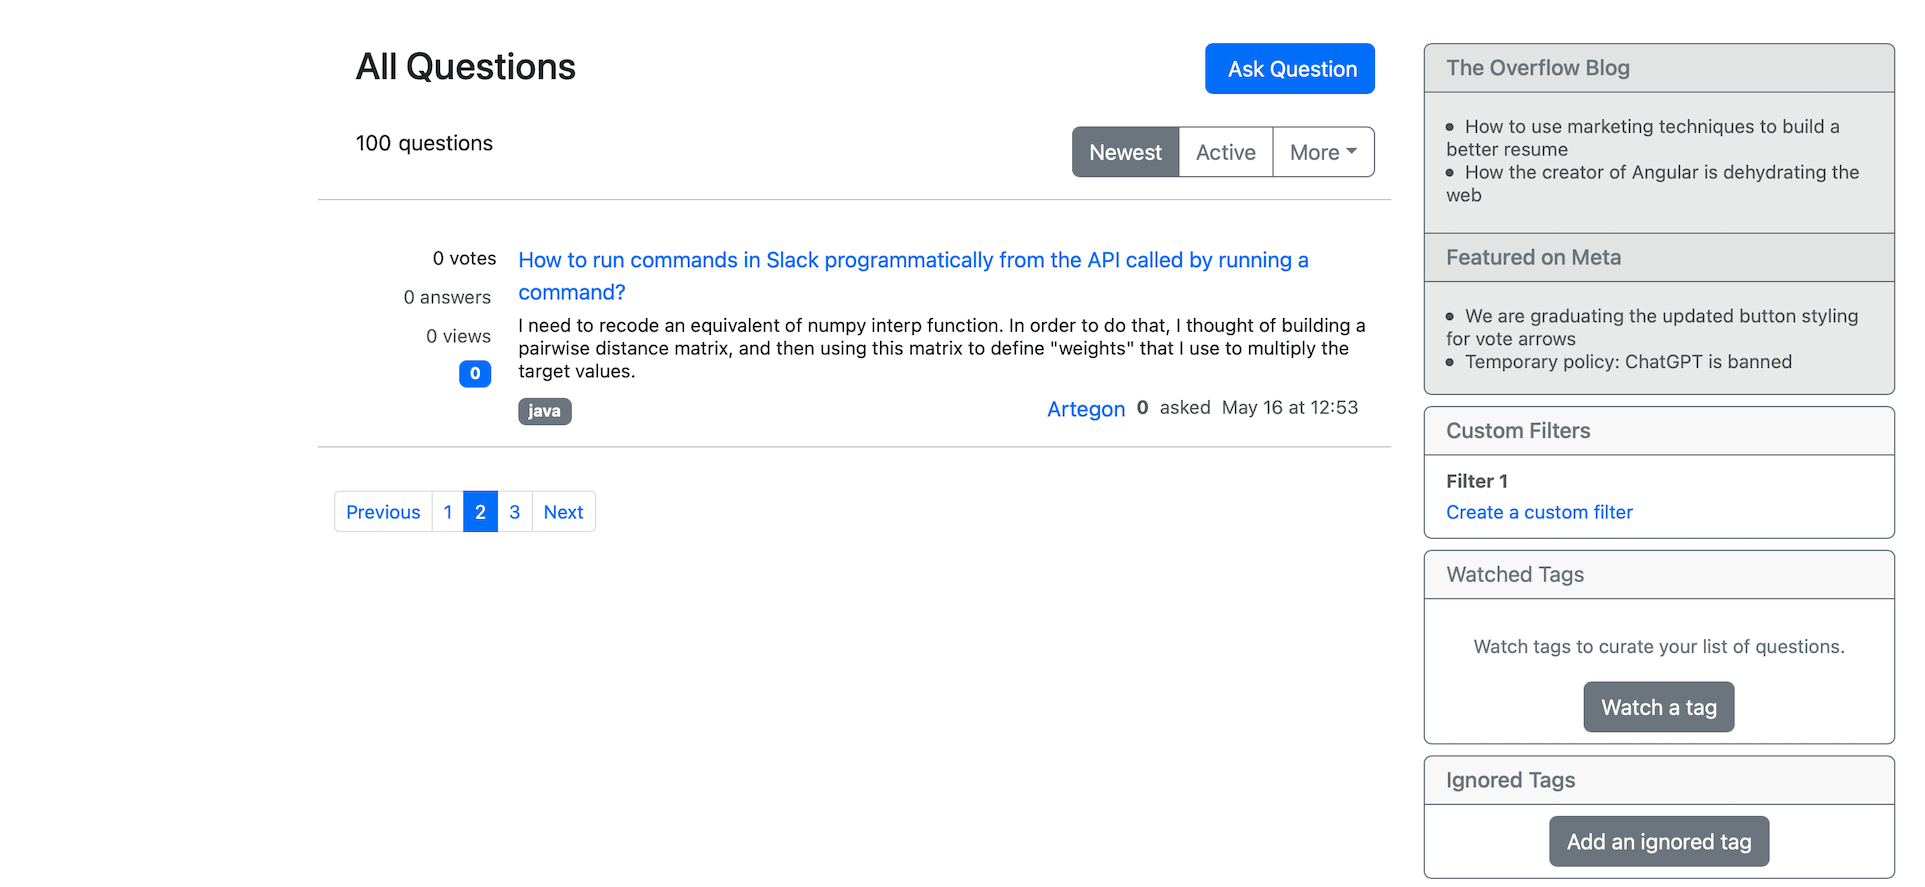 All Questions
Ask Question
100 questions
Newest
Active
More
0 votes
0 answers
0 views
0
How to run commands in Slack programmatically from the API called by running a
command?
I need to recode an equivalent of numpy interp function. In order to do that, I thought of building a
pairwise distance matrix, and then using this matrix to define "weights" that I use to multiply the
target values.
java
Artegon 0 asked May 16 at 12:53
Previous 1 2 3 Next
The Overflow Blog
• How to use marketing techniques to build a
better resume
• How the creator of Angular is dehydrating the
web
Featured on Meta
• We are graduating the updated button styling
for vote arrows
• Temporary policy: ChatGPT is banned
Custom Filters
Filter 1
Create a custom filter
Watched Tags
Watch tags to curate your list of questions.
Watch a tag
Ignored Tags
Add an ignored tag